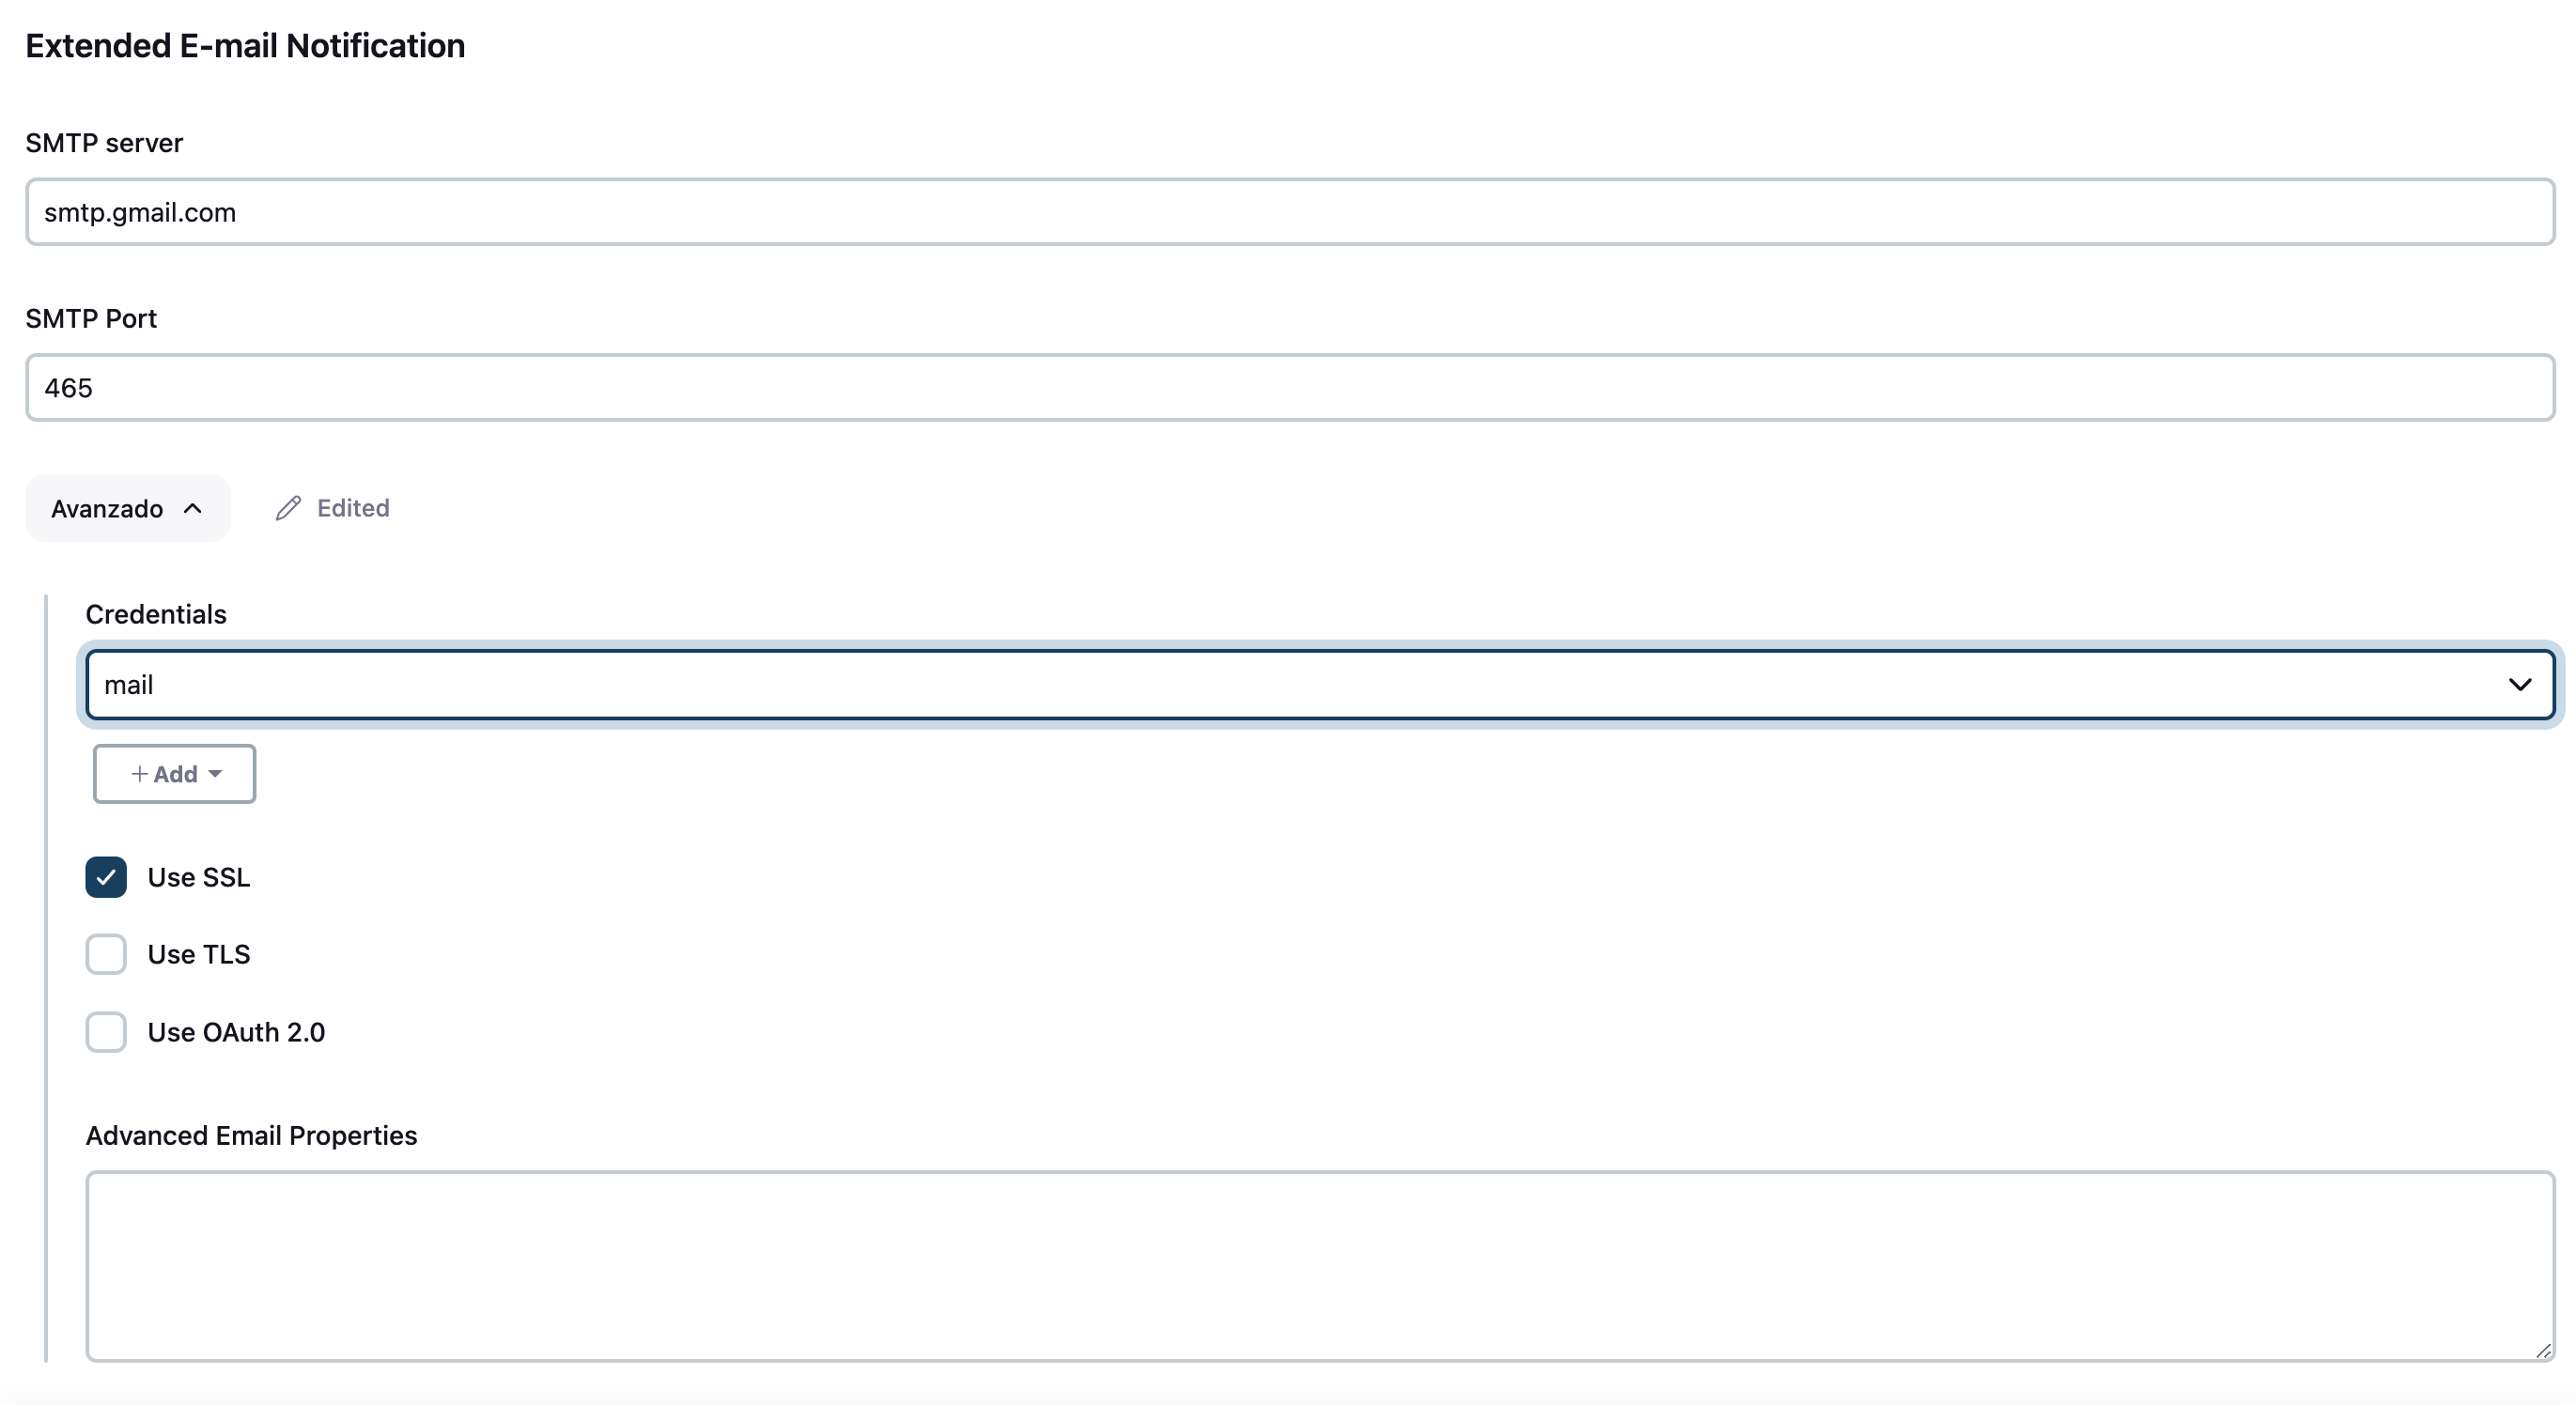 Extended E-mail Notification
SMTP server
smtp.gmail.com
SMTP Port
465
Avanzado
Edited
Credentials
mail
+ Add
Use SSL
Use TLS
Use OAuth 2.0
Advanced Email Properties